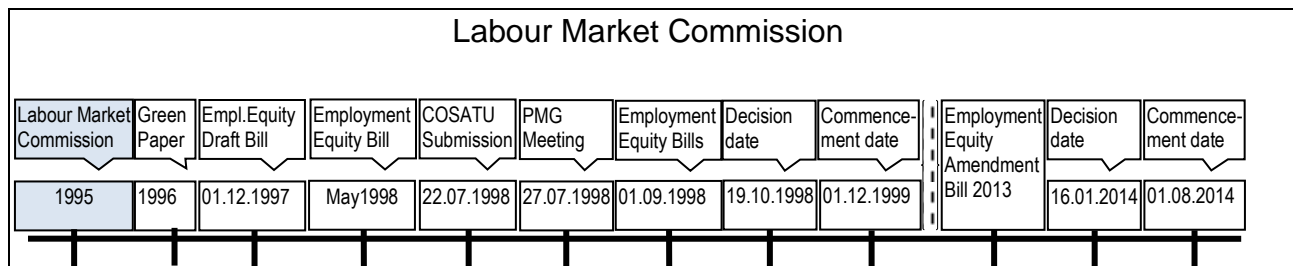 Labour Market Commission
Labour Market
Commission
Green
Paper
Empl.Equity
Draft Bill
Employment
Equity Bill
COSATU
Submission
PMG
Meeting
Employment
Equity Bills
Decision
date
Commence-
ment date
Employment
Equity
Amendment
Bill 2013
Decision
date
Commence-
ment date
1995
1996
01.12.1997
May1998
22.07.1998
27.07.1998
01.09.1998
19.10.1998
01.12.1999
16.01.2014
01.08.2014